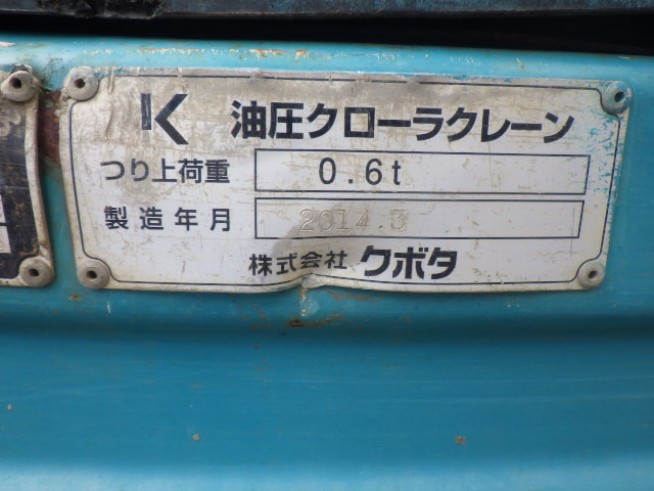 K 油圧クローラクレーン
つり上荷重 0.6t
製造年月 2014.3
株式会社 クボタ